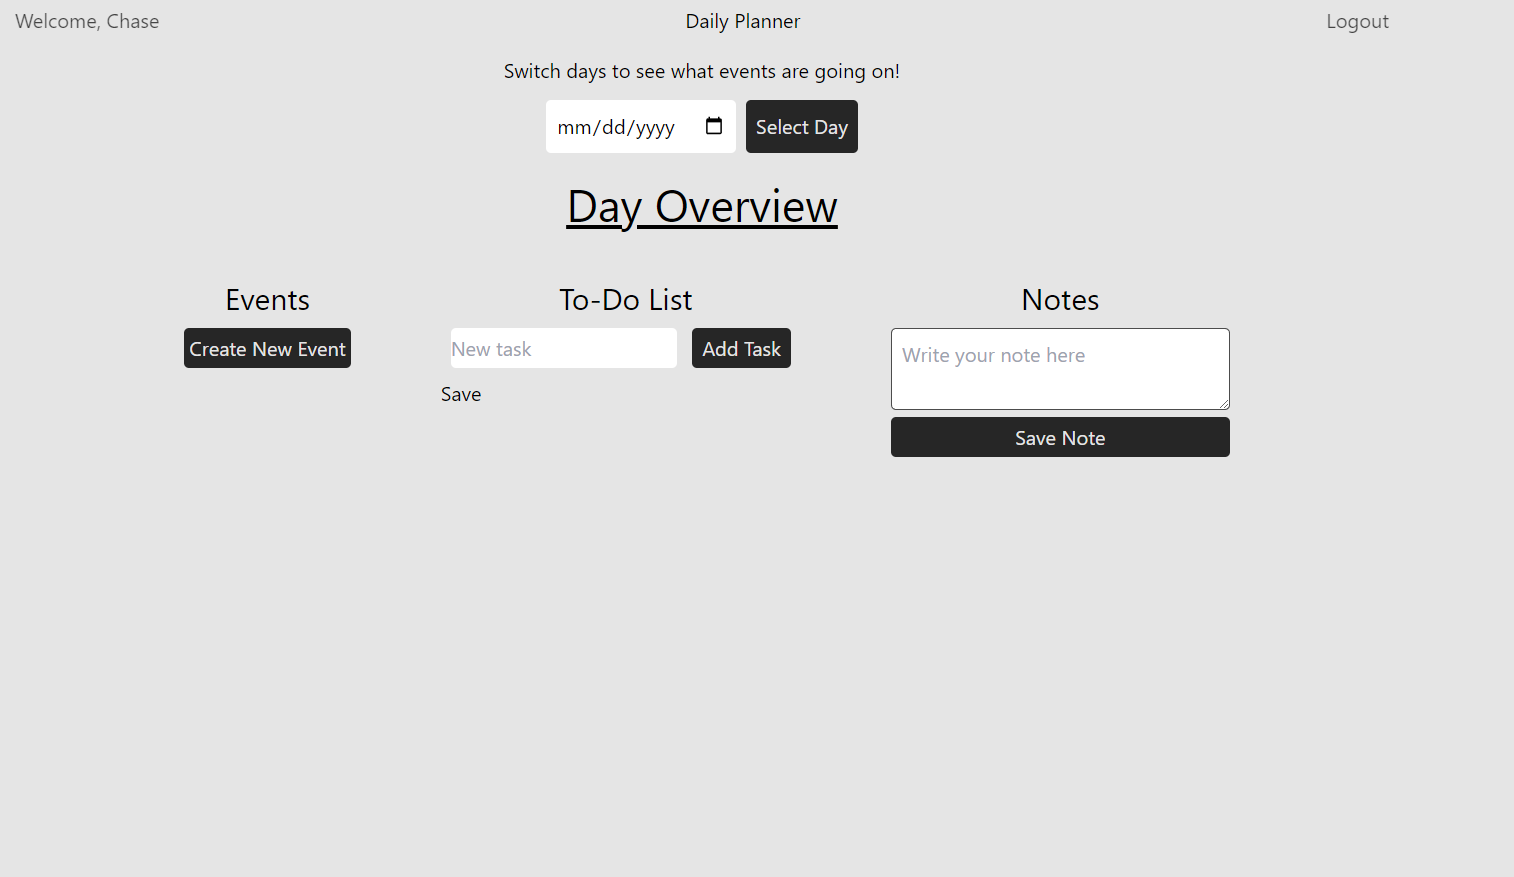 Welcome, Chase
Daily Planner
Logout
Switch days to see what events are going on!
mm/dd/yyyy
Select Day
Day Overview
Events
To-Do List
Notes
Create New Event
New task
Add Task
Write your note here
Save
Save Note